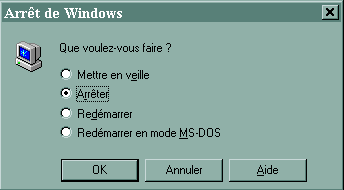 Arrêt de Windows
Que voulez-vous faire ?
Mettre en veille
Arrêter
Redémarrer
Redémarrer en mode MS-DOS
OK
Annuler
Aide